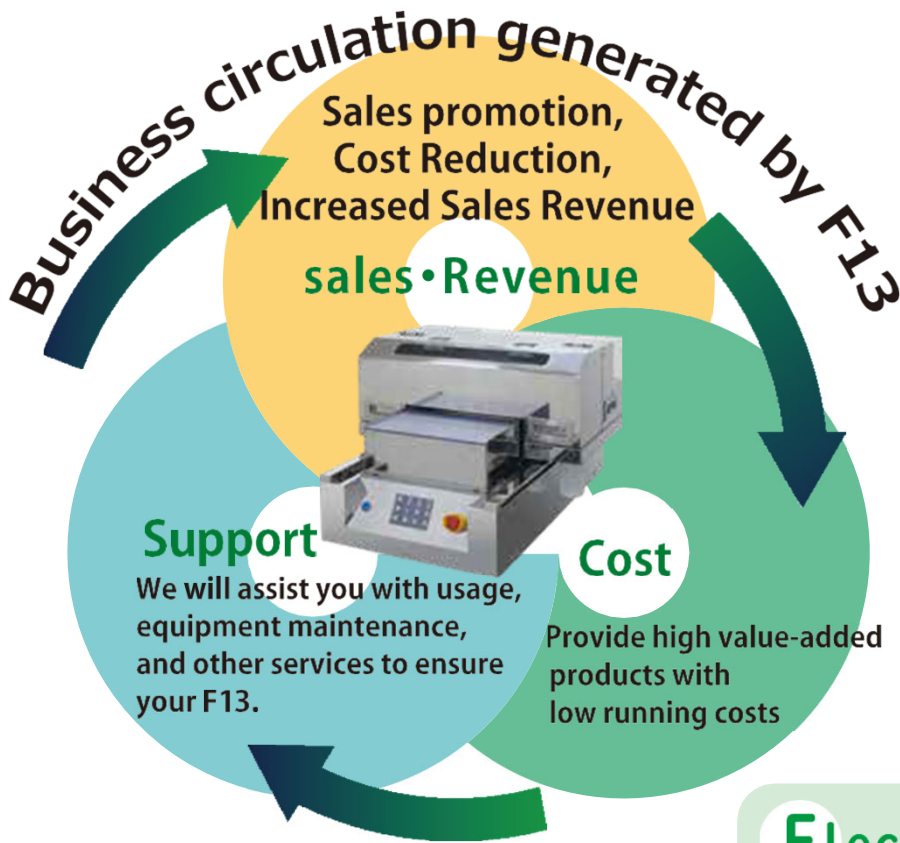 Business circulation generated by F13
Sales promotion,
Cost Reduction,
Increased Sales Revenue
sales・Revenue
Support
We will assist you with usage,
equipment maintenance,
and other services to ensure
your F13.
Cost
Provide high value-added
products with
low running costs